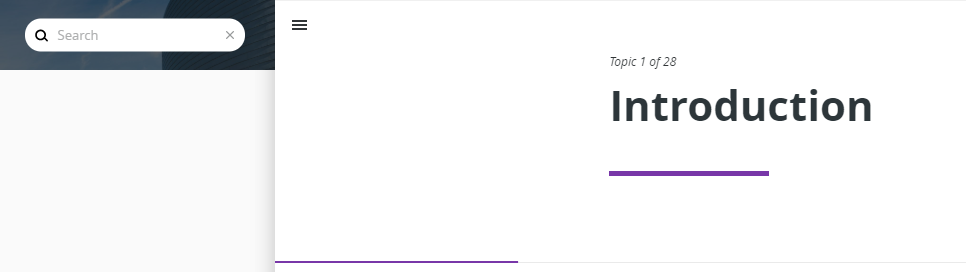 Search
Topic 1 of 28
Introduction